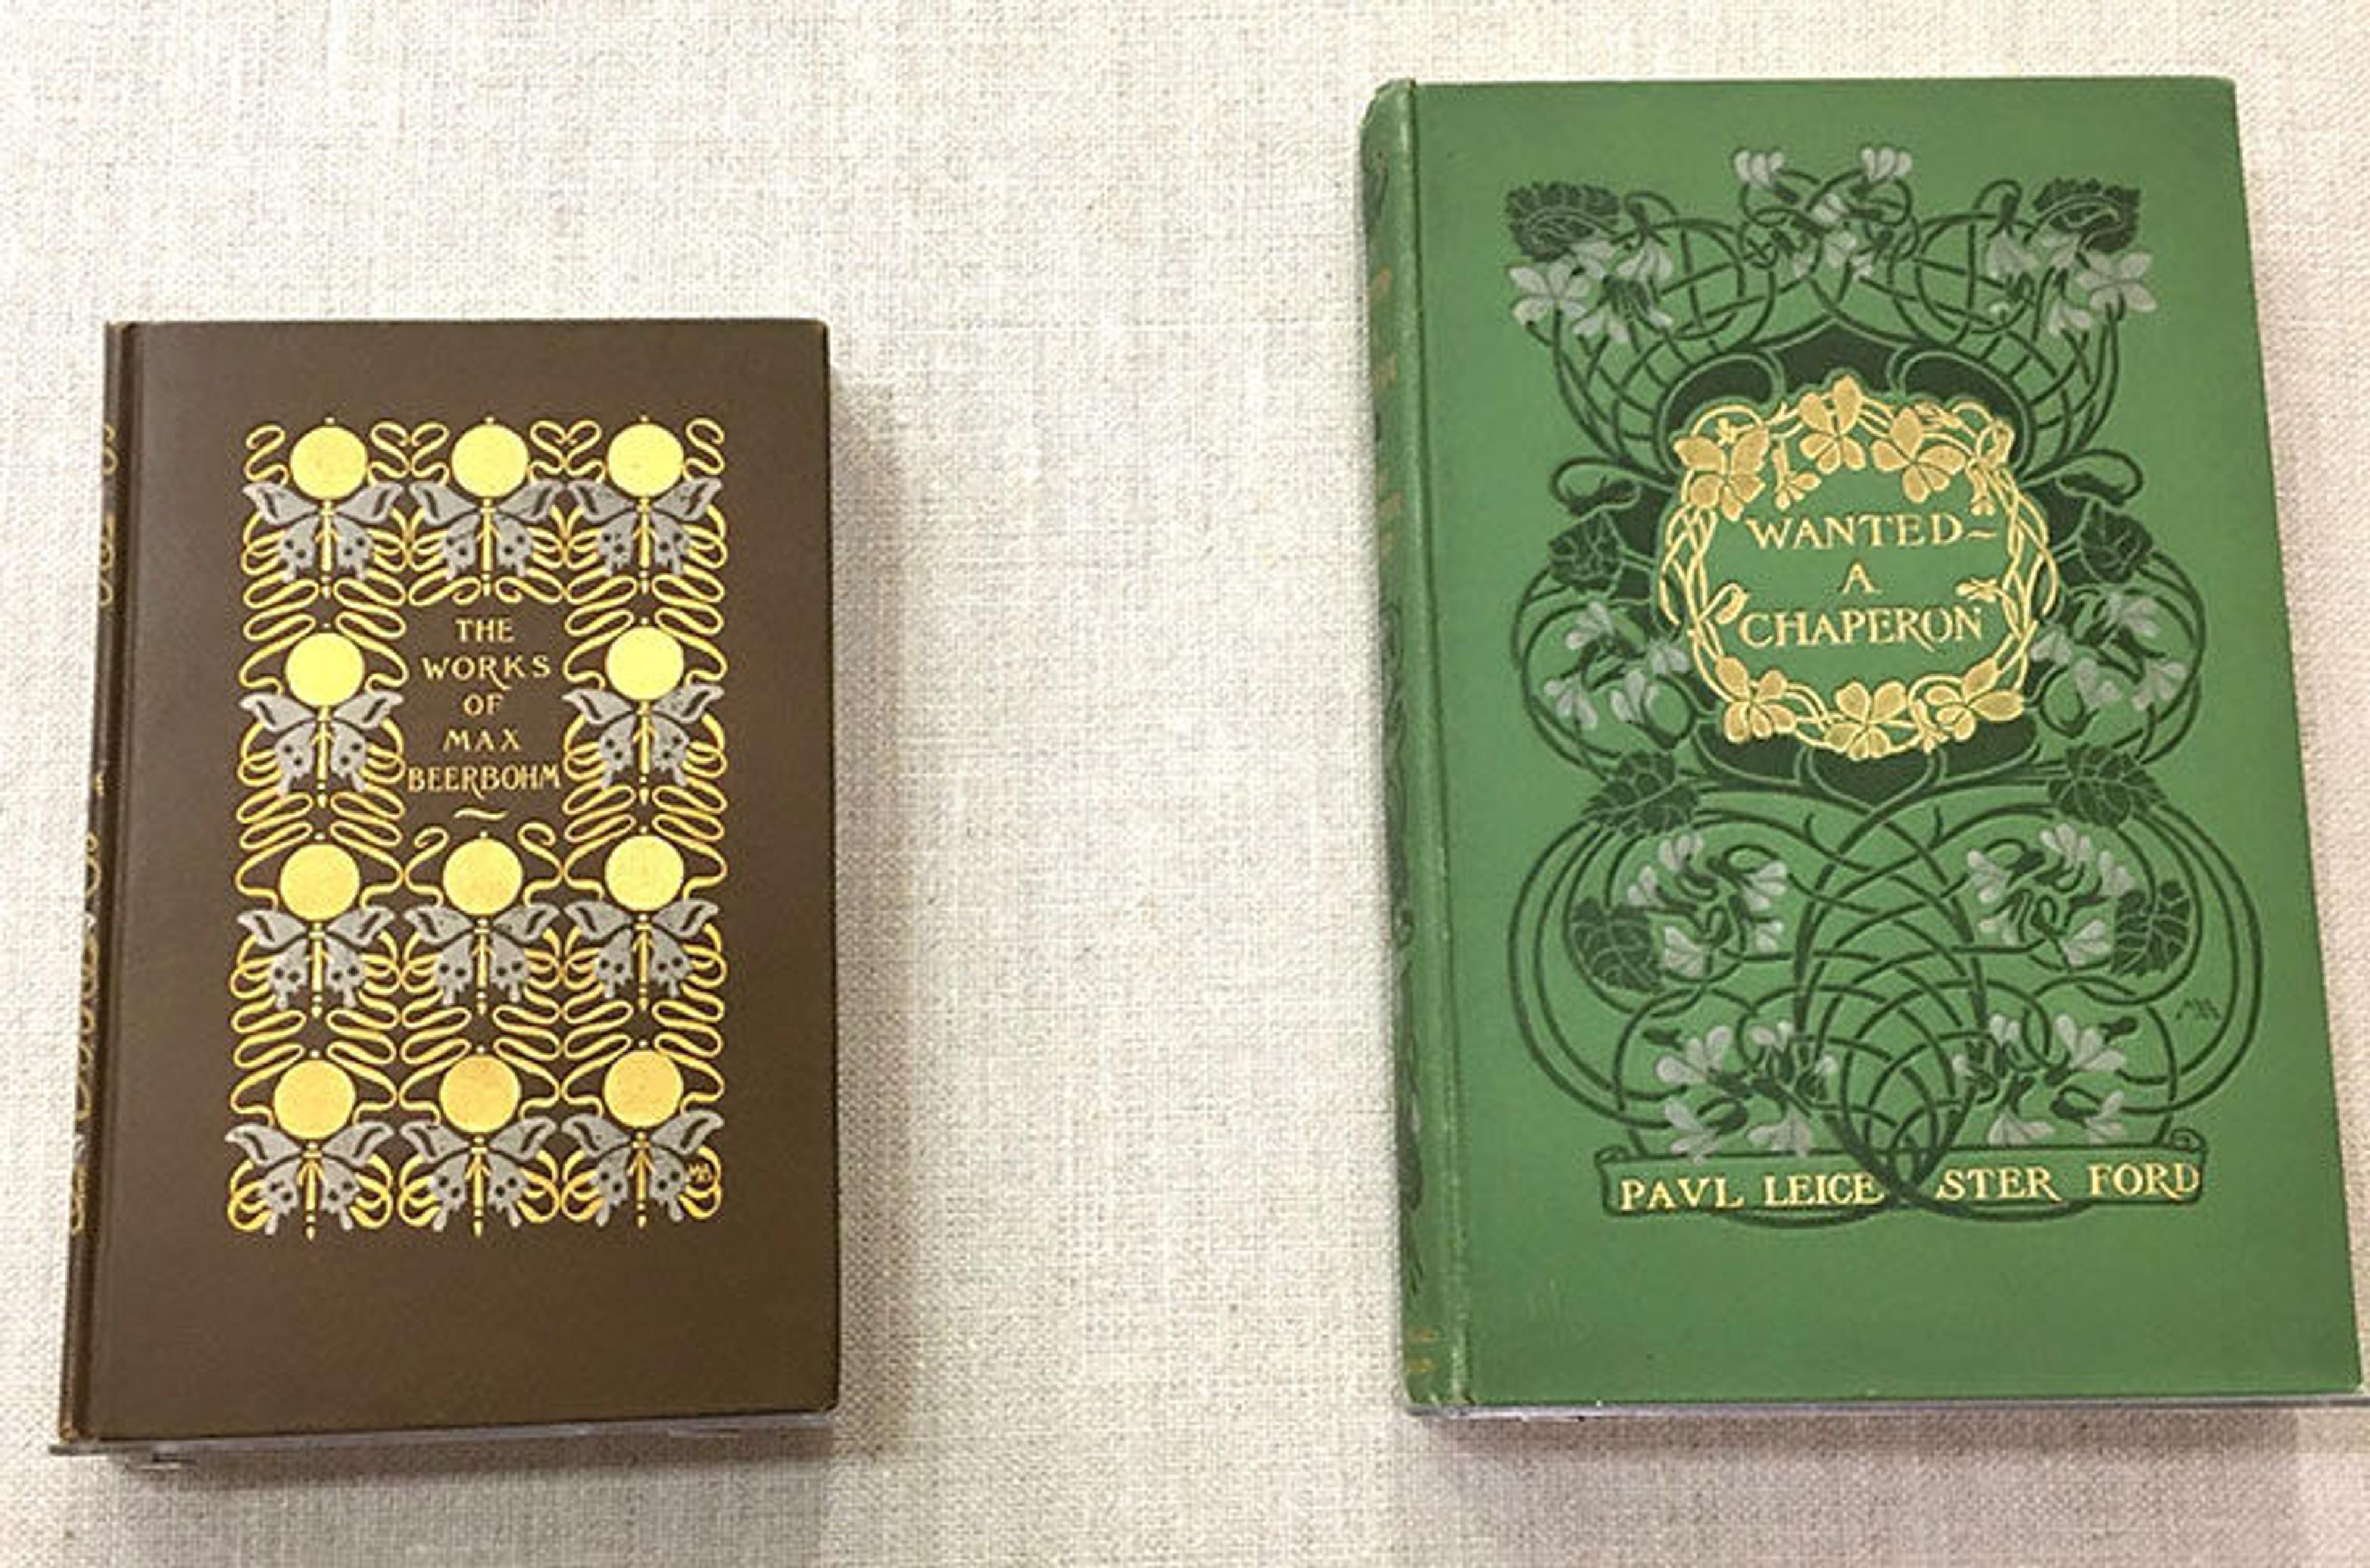 THE
WORKS
OF
MAX
BEERBOHM
WANTED~
A
CHAPERON
PAVL LEICESTER FORD